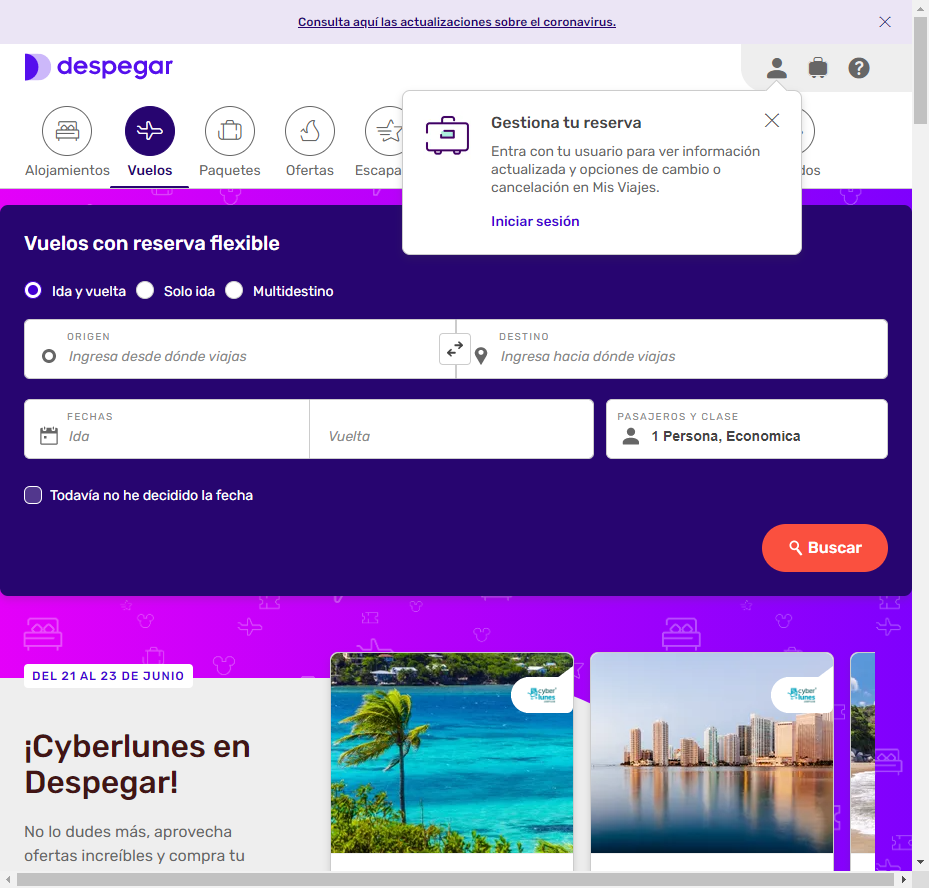 Consulta aquí las actualizaciones sobre el coronavirus.
despegar
Alojamientos
Vuelos
Paquetes
Ofertas
Escapa
dos
Gestiona tu reserva
Entra con tu usuario para ver información
actualizada y opciones de cambio o
cancelación en Mis Viajes.
Iniciar sesión
Vuelos con reserva flexible
Ida y vuelta
Solo ida
Multidestino
ORIGEN
Ingresa desde dónde viajas
DESTINO
Ingresa hacia dónde viajas
FECHAS
Ida
Vuelta
PASAJEROS Y CLASE
1 Persona, Economica
Todavía no he decidido la fecha
Buscar
DEL 21 AL 23 DE JUNIO
cyber
lunes
cyber
lunes
¡Cyberlunes en
Despegar!
No lo dudes más, aprovecha
ofertas increíbles y compra tu